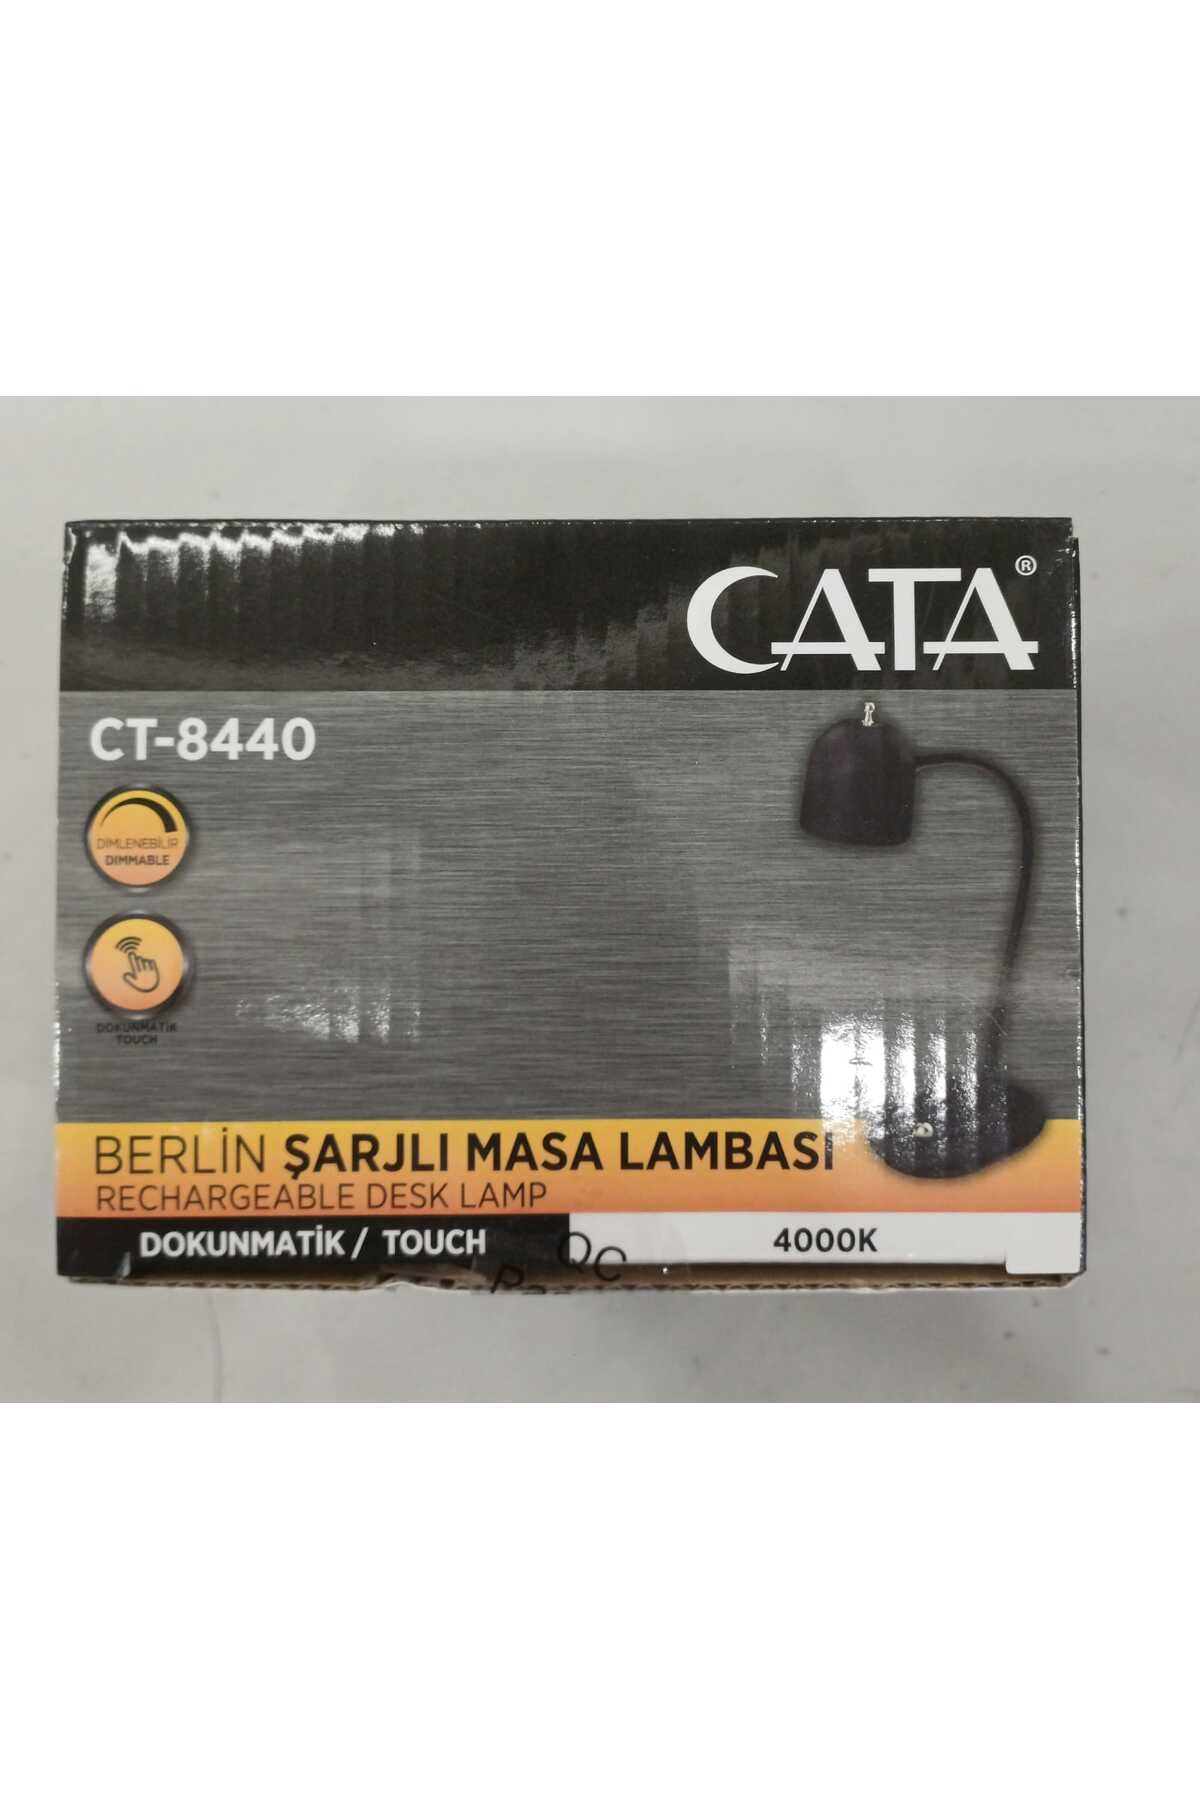 CATA®
CT-8440
DİMLENEBİLİR
DIMMABLE
DOKUNMATİK
TOUCH
BERLİN ŞARJLI MASA LAMBASI
RECHARGEABLE DESK LAMP
DOKUNMATİK / TOUCH
4000K
QC